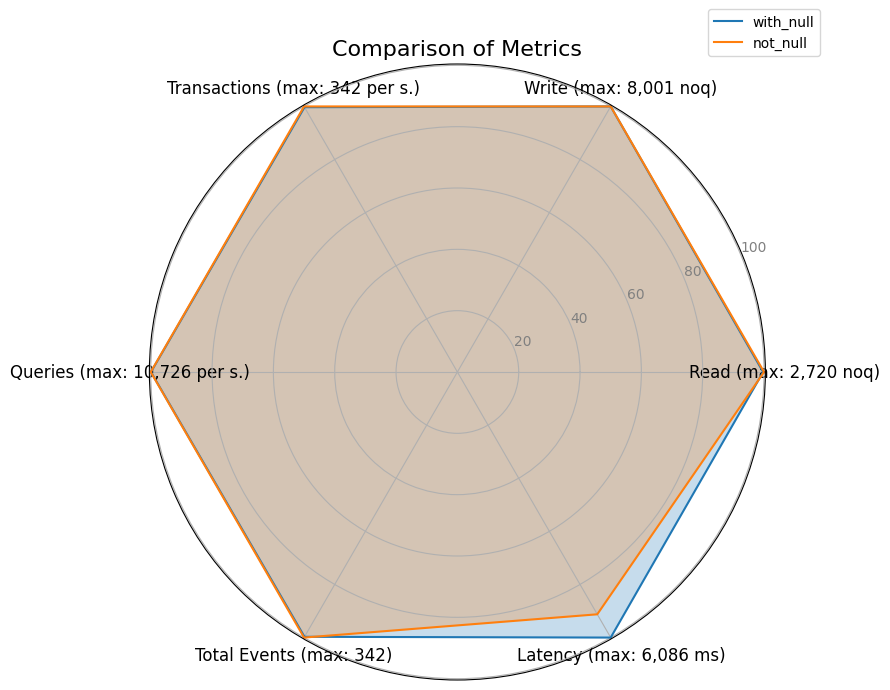 with_null
not_null
Comparison of Metrics
Transactions (max: 342 per s.)
Write (max: 8,001 noq)
100
80
60
40
20
Queries (max: 10,726 per s.)
Read (max: 2,720 noq)
Total Events (max: 342)
Latency (max: 6,086 ms)